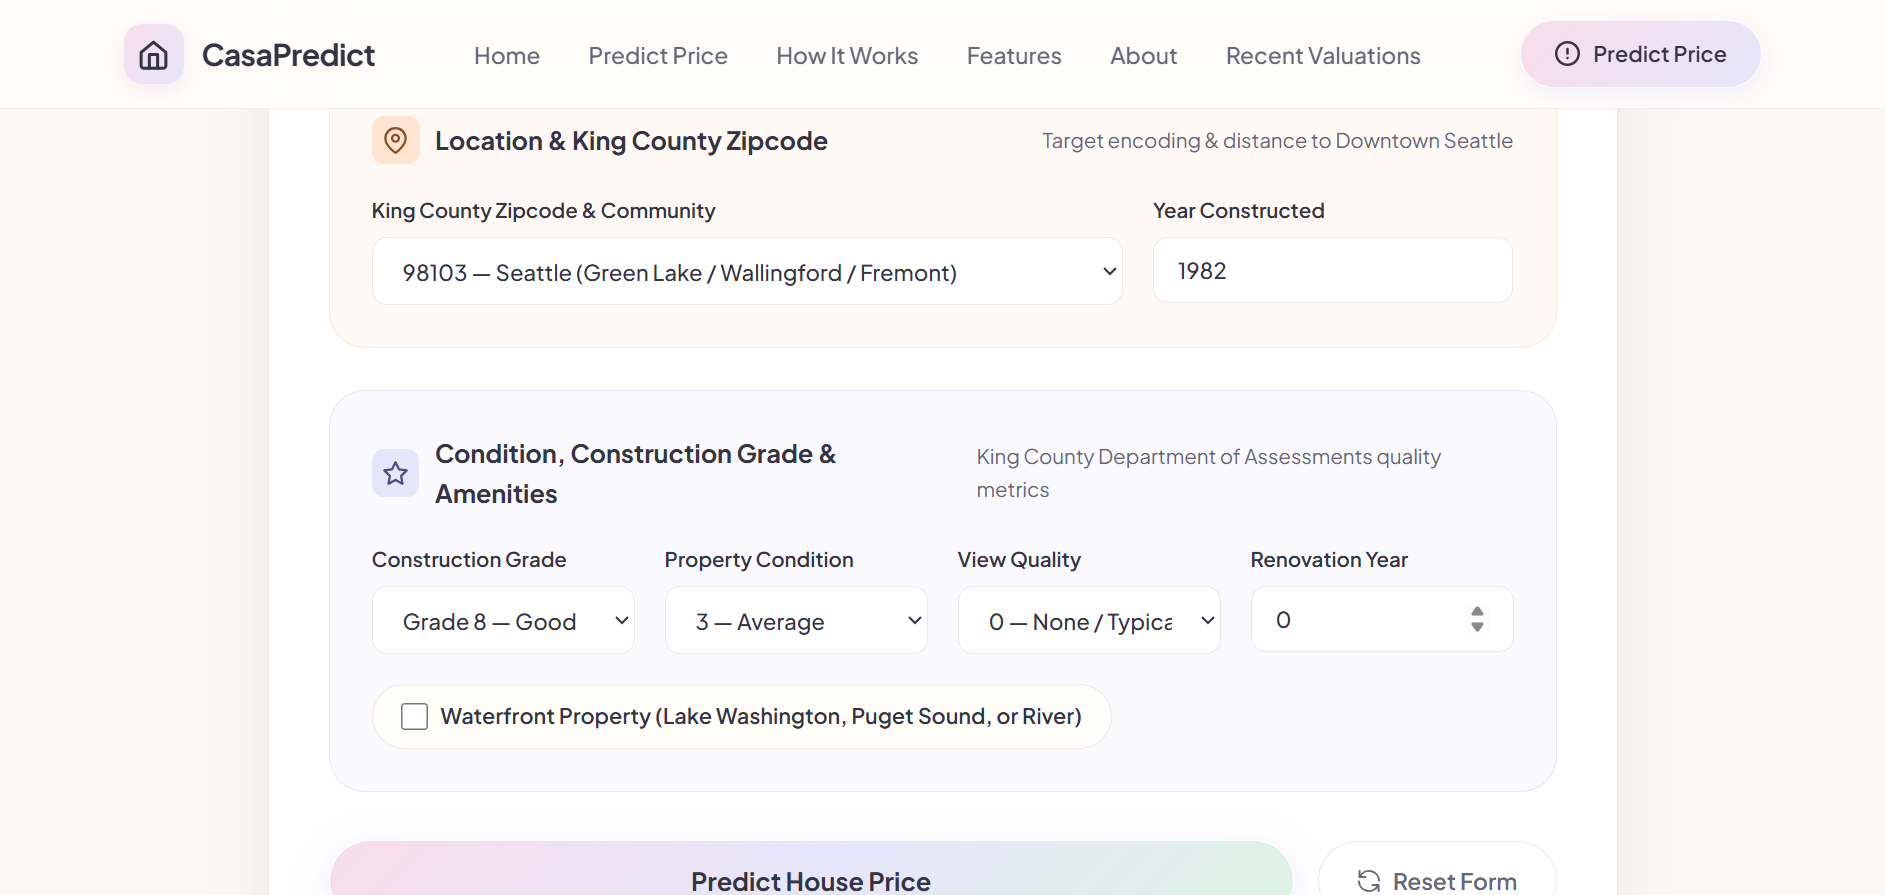 CasaPredict
Home
Predict Price
How It Works
Features
About
Recent Valuations
Predict Price
Location & King County Zipcode
Target encoding & distance to Downtown Seattle
King County Zipcode & Community
Year Constructed
98103 — Seattle (Green Lake / Wallingford / Fremont)
1982
Condition, Construction Grade &
Amenities
King County Department of Assessments quality
metrics
Construction Grade
Property Condition
View Quality
Renovation Year
Grade 8 — Good
3 — Average
0 — None / Typica
0
Waterfront Property (Lake Washington, Puget Sound, or River)
Predict House Price
Reset Form